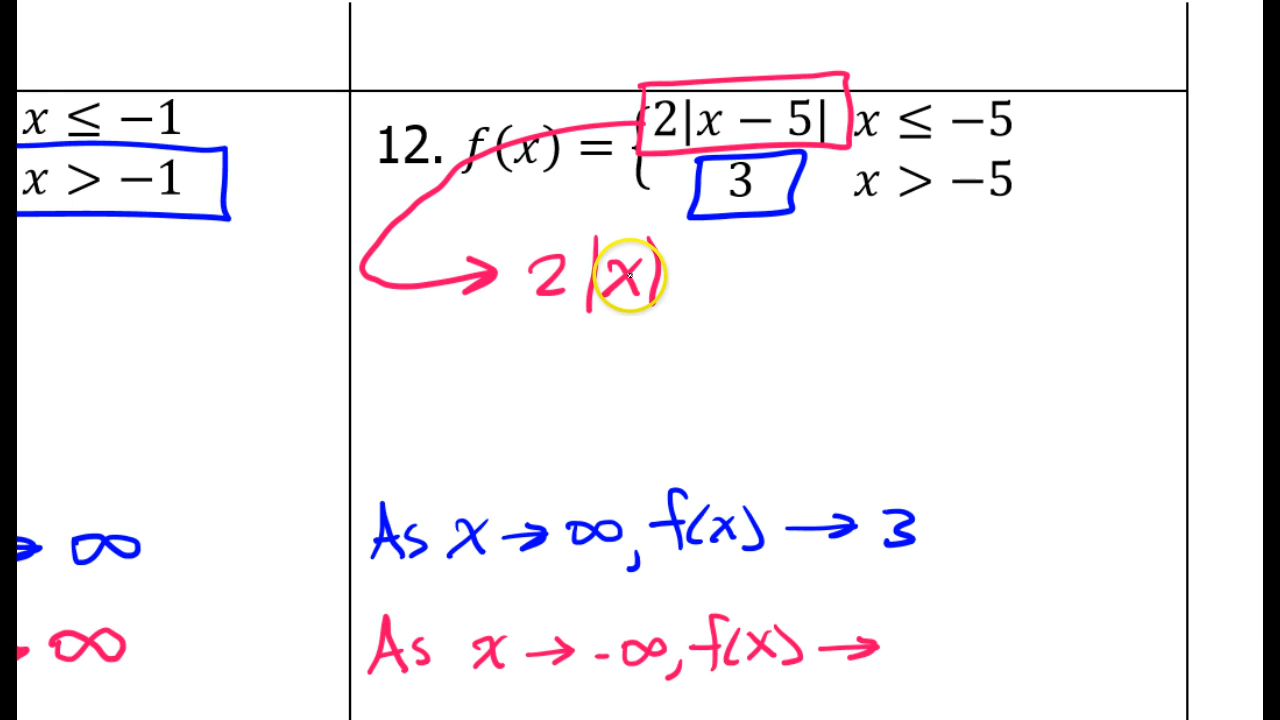 x ≤ −1
x > −1
12. f(x) = { 2|x − 5| x ≤ −5
3 x > −5
2|x|
→ ∞
→ ∞
As x → ∞, f(x) → 3
As x → -∞, f(x) →